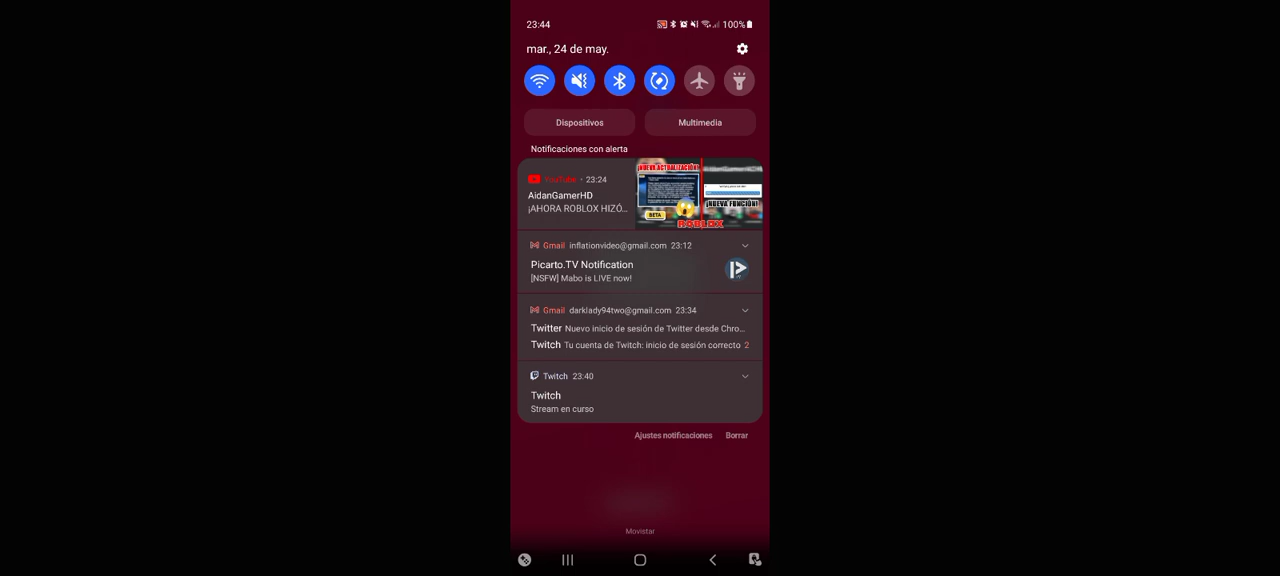 23:44
100%
mar., 24 de may.
Dispositivos
Multimedia
Notificaciones con alerta
YouTube • 23:24
AidanGamerHD
¡AHORA ROBLOX HIZÓ...
¡NUEVA ACTUALIZACIÓN!
BETA
¡NUEVA FUNCIÓN!
ROBLOX
Gmail inflationvideo@gmail.com 23:12
Picarto.TV Notification
[NSFW] Mabo is LIVE now!
Gmail darklady94two@gmail.com 23:34
Twitter Nuevo inicio de sesión de Twitter desde Chro...
Twitch Tu cuenta de Twitch: inicio de sesión correcto 2
Twitch 23:40
Twitch
Stream en curso
Ajustes notificaciones
Borrar
Movistar